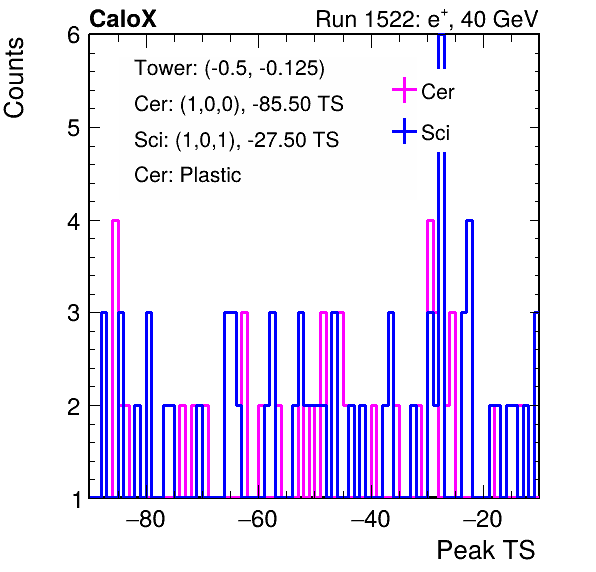 CaloX Run 1522: e⁺, 40 GeV
Counts
Tower: (-0.5, -0.125)
Cer: (1,0,0), -85.50 TS
Sci: (1,0,1), -27.50 TS
Cer: Plastic
Cer
Sci
6
5
4
3
2
1
−80 −60 −40 −20
Peak TS